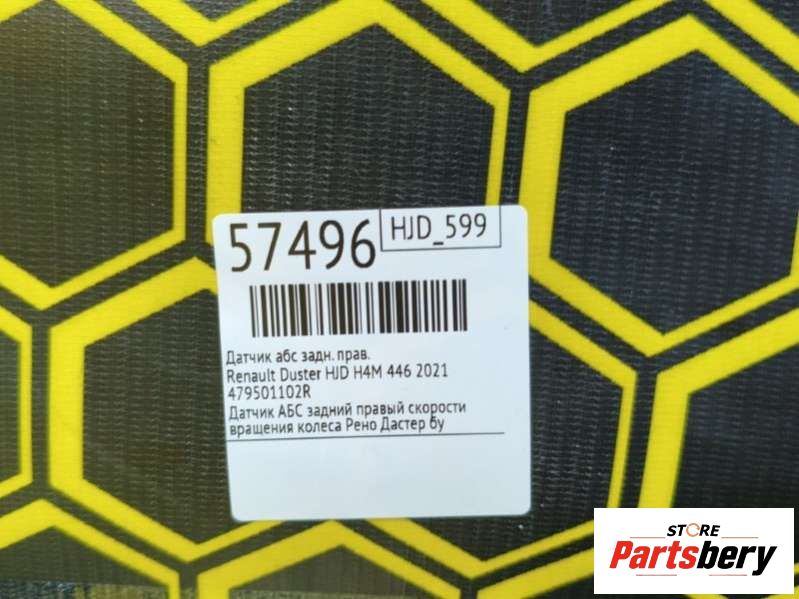 57496 HJD_599
Датчик абс задн. прав.
Renault Duster HJD H4M 446 2021
479501102R
Датчик АБС задний правый скорости
вращения колеса Рено Дастер бу
STORE
Partsbery